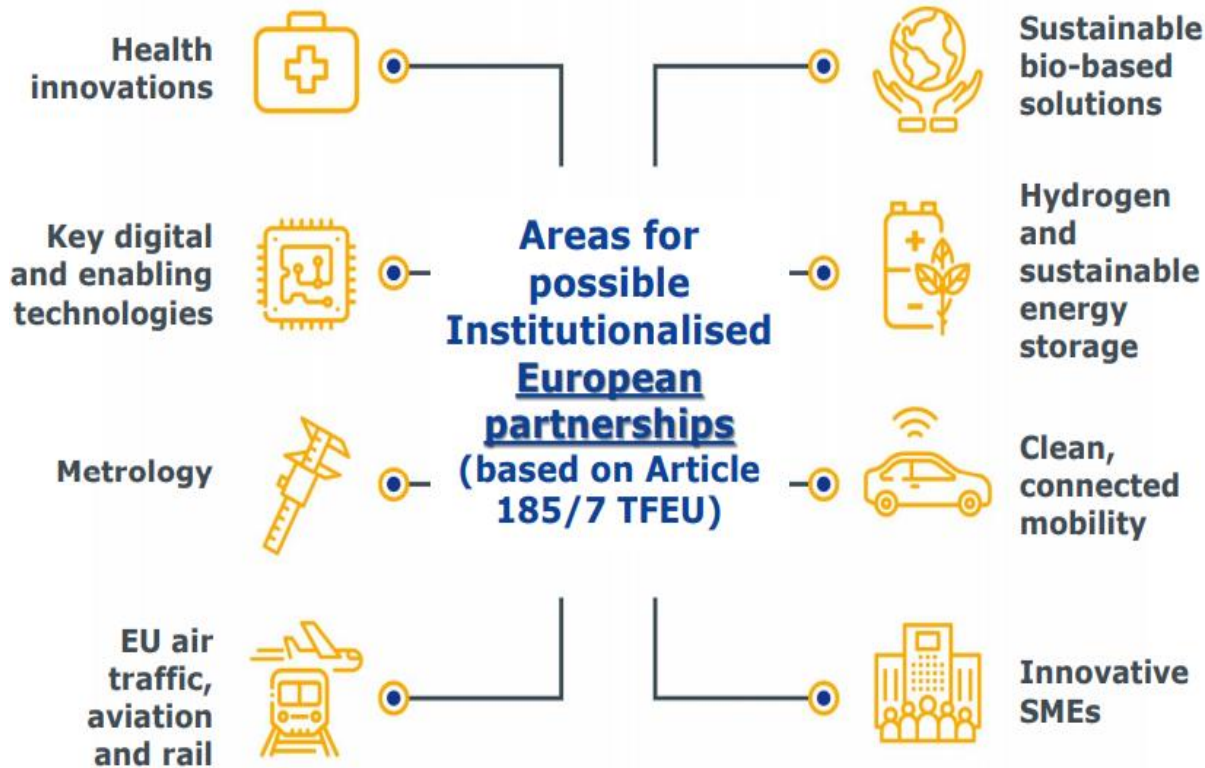 Health
innovations
Key digital
and enabling
technologies
Metrology
EU air
traffic,
aviation
and rail
Areas for
possible
Institutionalised
European
partnerships
(based on Article
185/7 TFEU)
Sustainable
bio-based
solutions
Hydrogen
and
sustainable
energy
storage
Clean,
connected
mobility
Innovative
SMEs